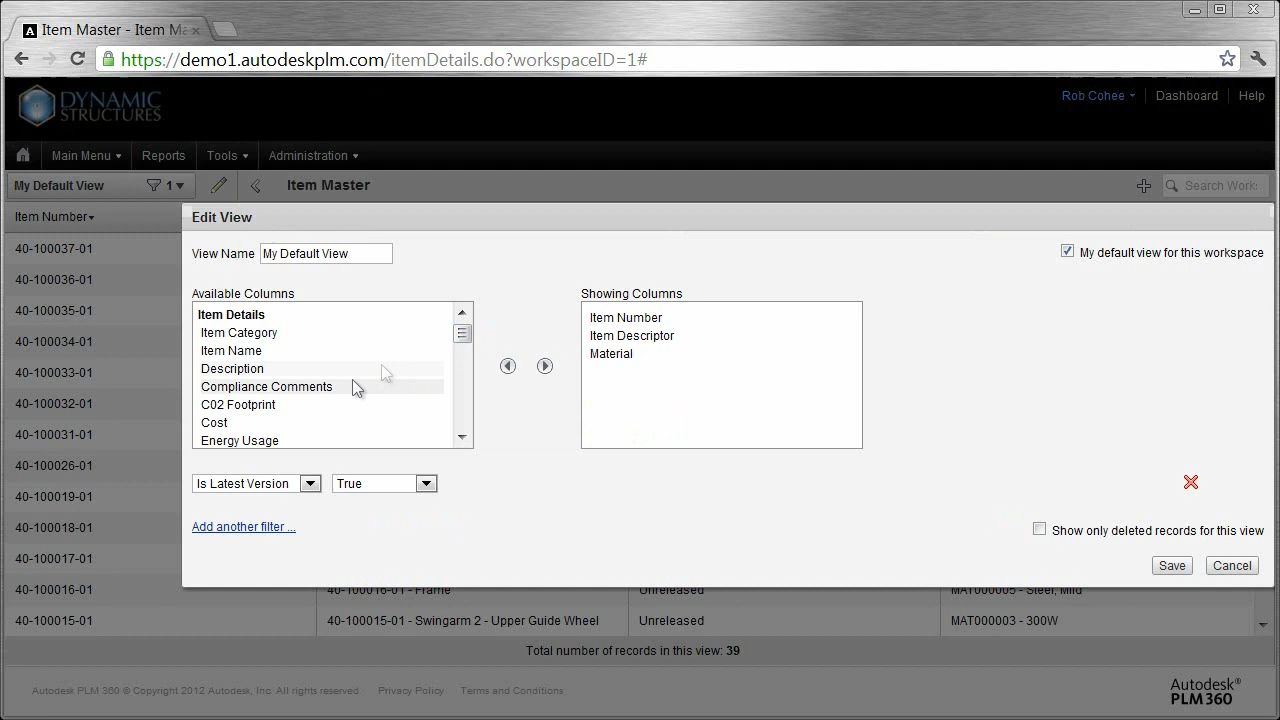 Item Master - Item Ma
https://demo1.autodeskplm.com/itemDetails.do?workspaceID=1#
DYNAMIC
STRUCTURES
Rob Cohee
Dashboard
Help
Main Menu
Reports
Tools
Administration
My Default View
1
Item Master
Search Works
Item Number
Edit View
40-100037-01
40-100036-01
40-100035-01
40-100034-01
40-100033-01
40-100032-01
40-100031-01
40-100026-01
40-100019-01
40-100018-01
40-100017-01
View Name
My Default View
My default view for this workspace
Available Columns
Showing Columns
Item Details
Item Category
Item Name
Description
Compliance Comments
C02 Footprint
Cost
Energy Usage
Item Number
Item Descriptor
Material
Is Latest Version
True
Add another filter ...
Show only deleted records for this view
Save
Cancel
40-100016-01
40-100016-01 - Frame
Unreleased
MAT000005 - Steel, Mild
40-100015-01
40-100015-01 - Swingarm 2 - Upper Guide Wheel
Unreleased
MAT000003 - 300W
Total number of records in this view: 39
Autodesk PLM 360 © Copyright 2012 Autodesk, Inc. All rights reserved.
Privacy Policy
Terms and Conditions
Autodesk®
PLM 360